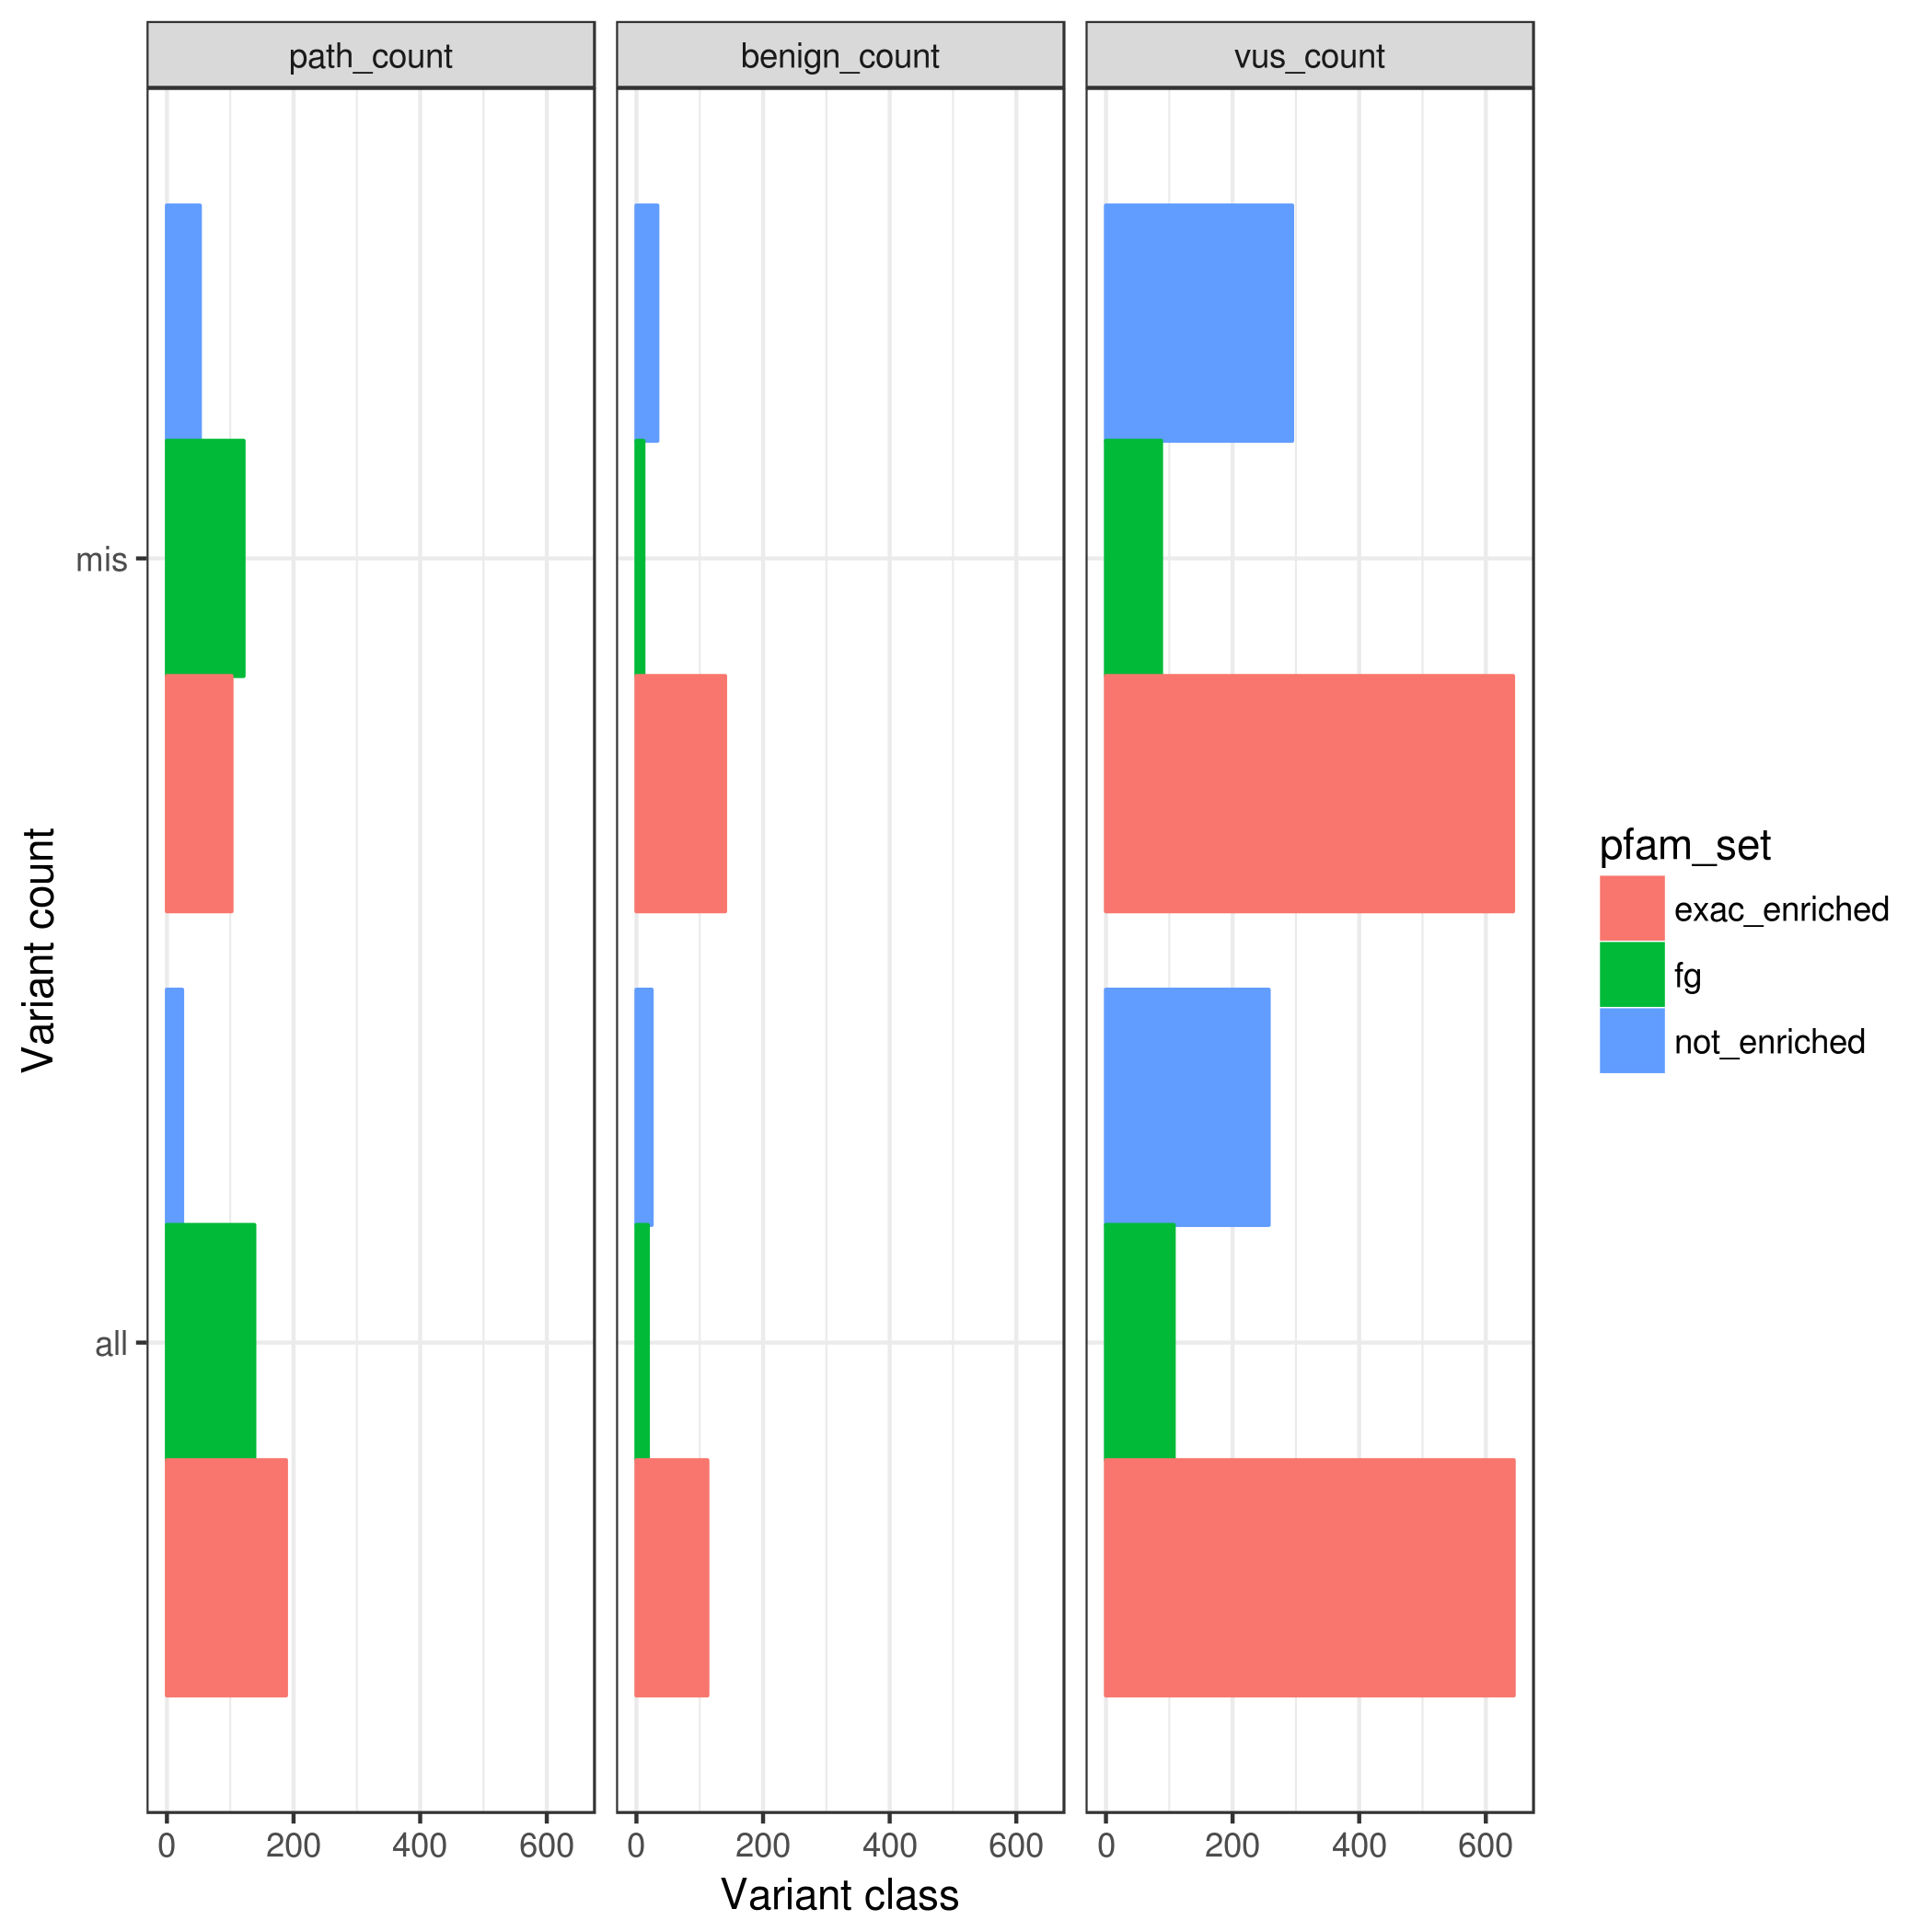 path_count
benign_count
vus_count
Variant count
mis
all
0 200 400 600
0 200 400 600
0 200 400 600
Variant class
pfam_set
exac_enriched
fg
not_enriched